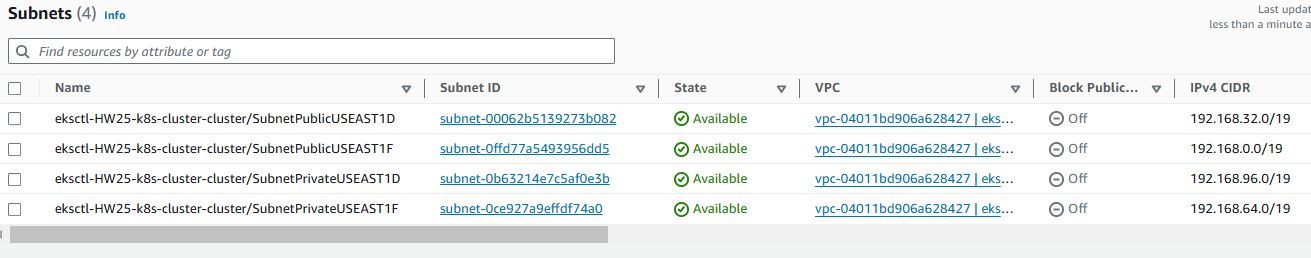 Subnets (4) Info
Last updat
less than a minute a
Find resources by attribute or tag
Name Subnet ID State VPC Block Public... IPv4 CIDR
eksctl-HW25-k8s-cluster-cluster/SubnetPublicUSEAST1D subnet-00062b5139273b082 Available vpc-04011bd906a628427 | eks... Off 192.168.32.0/19
eksctl-HW25-k8s-cluster-cluster/SubnetPublicUSEAST1F subnet-0ffd77a5493956dd5 Available vpc-04011bd906a628427 | eks... Off 192.168.0.0/19
eksctl-HW25-k8s-cluster-cluster/SubnetPrivateUSEAST1D subnet-0b63214e7c5af0e3b Available vpc-04011bd906a628427 | eks... Off 192.168.96.0/19
eksctl-HW25-k8s-cluster-cluster/SubnetPrivateUSEAST1F subnet-0ce927a9effdf74a0 Available vpc-04011bd906a628427 | eks... Off 192.168.64.0/19